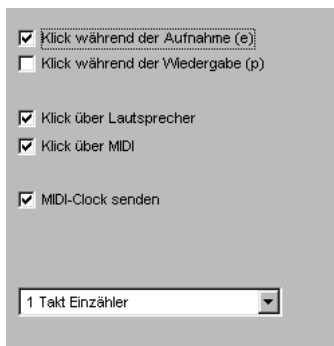 Klick während der Aufnahme (e)
Klick während der Wiedergabe (p)
Klick über Lautsprecher
Klick über MIDI
MIDI-Clock senden
1 Takt Einzähler